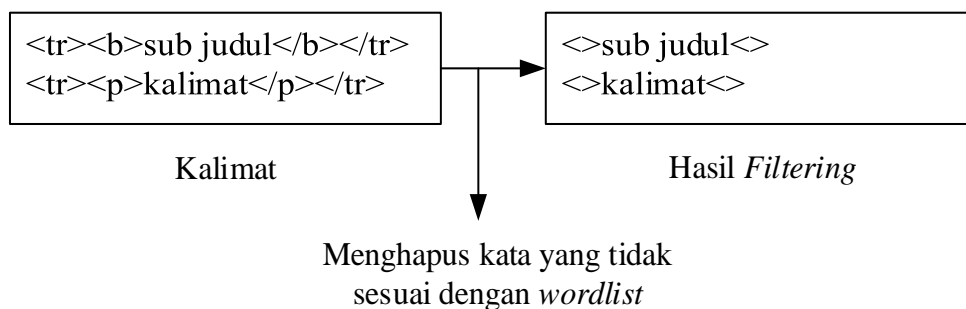 <tr><b>sub judul</b></tr>
<tr><p>kalimat</p></tr>
<>sub judul<>
<>kalimat<>
Kalimat
Hasil Filtering
Menghapus kata yang tidak
sesuai dengan wordlist